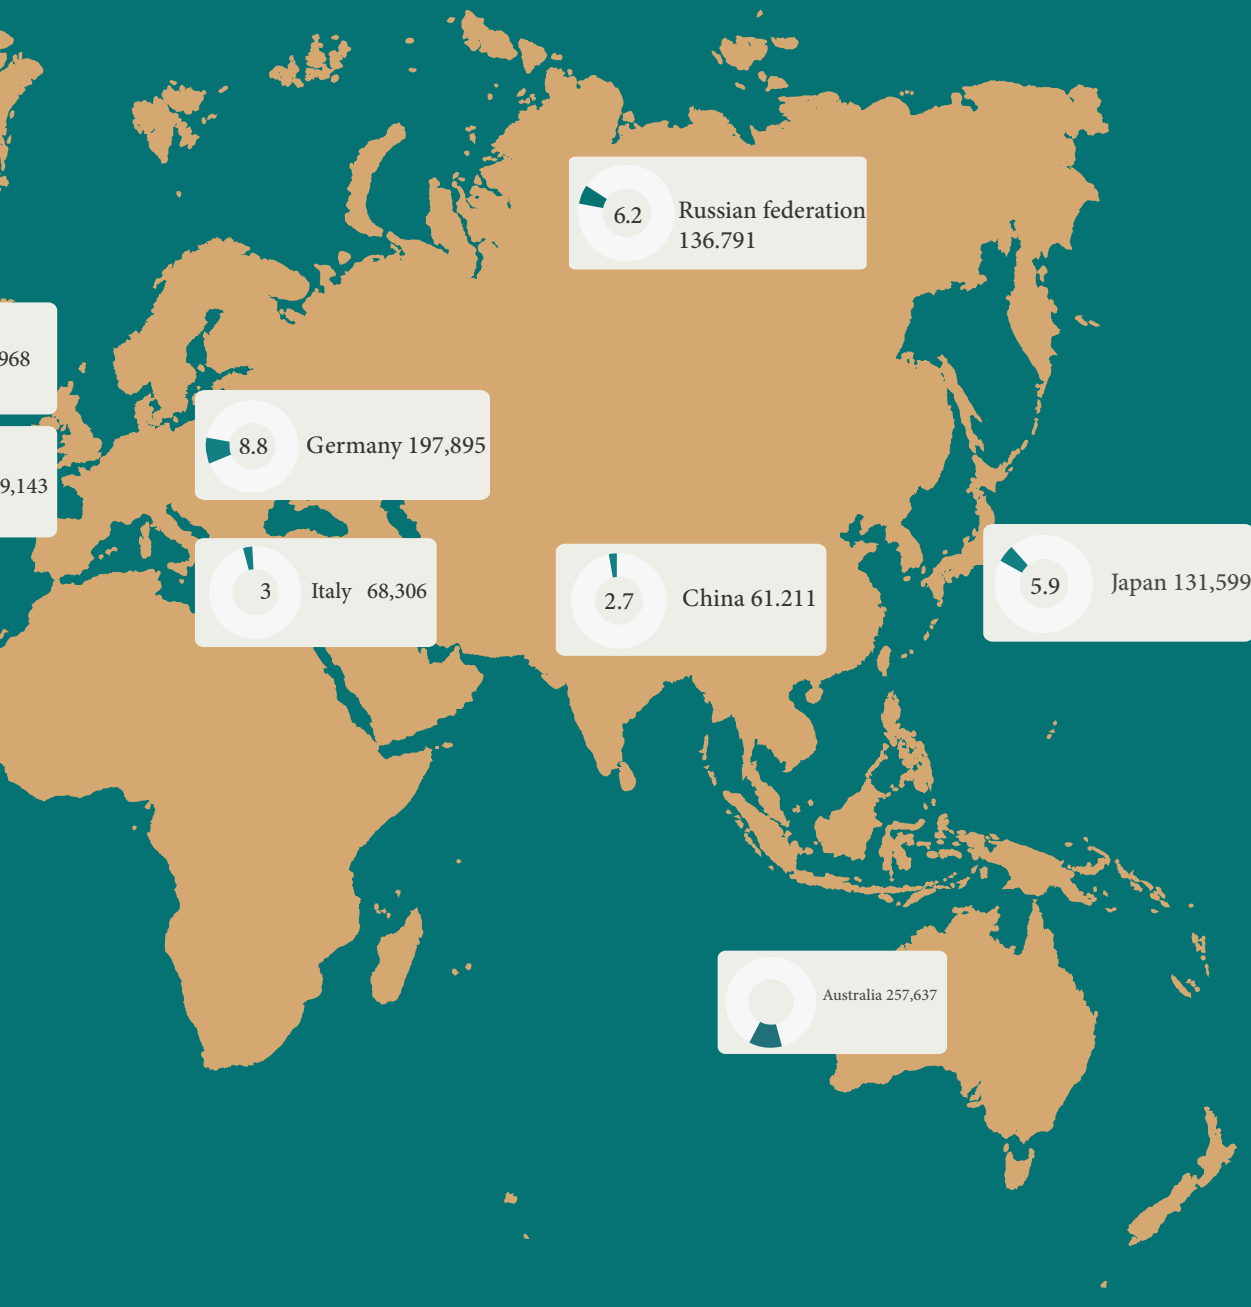 6.2
Russian federation
136.791
968
8.8
Germany 197,895
9,143
3
Italy 68,306
2.7
China 61.211
5.9
Japan 131,599
Australia 257,637